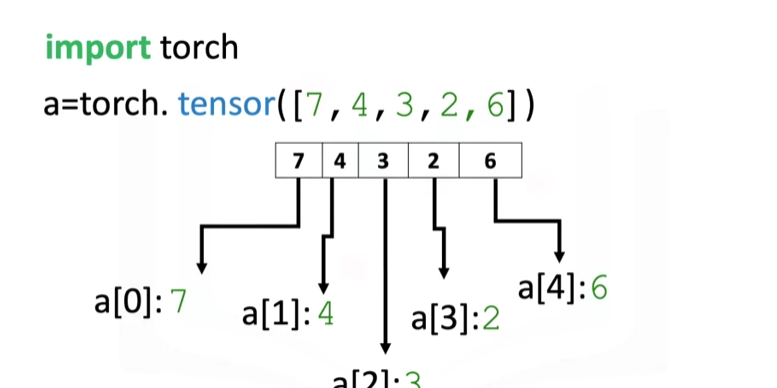 import torch
a=torch. tensor([7,4,3,2,6])
7 4 3 2 6
a[0]: 7
a[1]: 4
a[3]:2
a[4]:6
a[2]:3